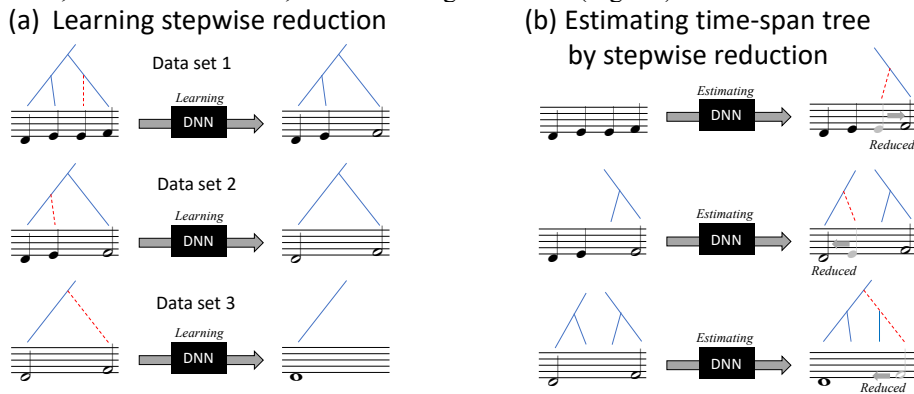 (a) Learning stepwise reduction
Data set 1
Learning
DNN
Data set 2
Learning
DNN
Data set 3
Learning
DNN
(b) Estimating time-span tree
by stepwise reduction
Estimating
DNN
Reduced
Estimating
DNN
Reduced
Estimating
DNN
Reduced